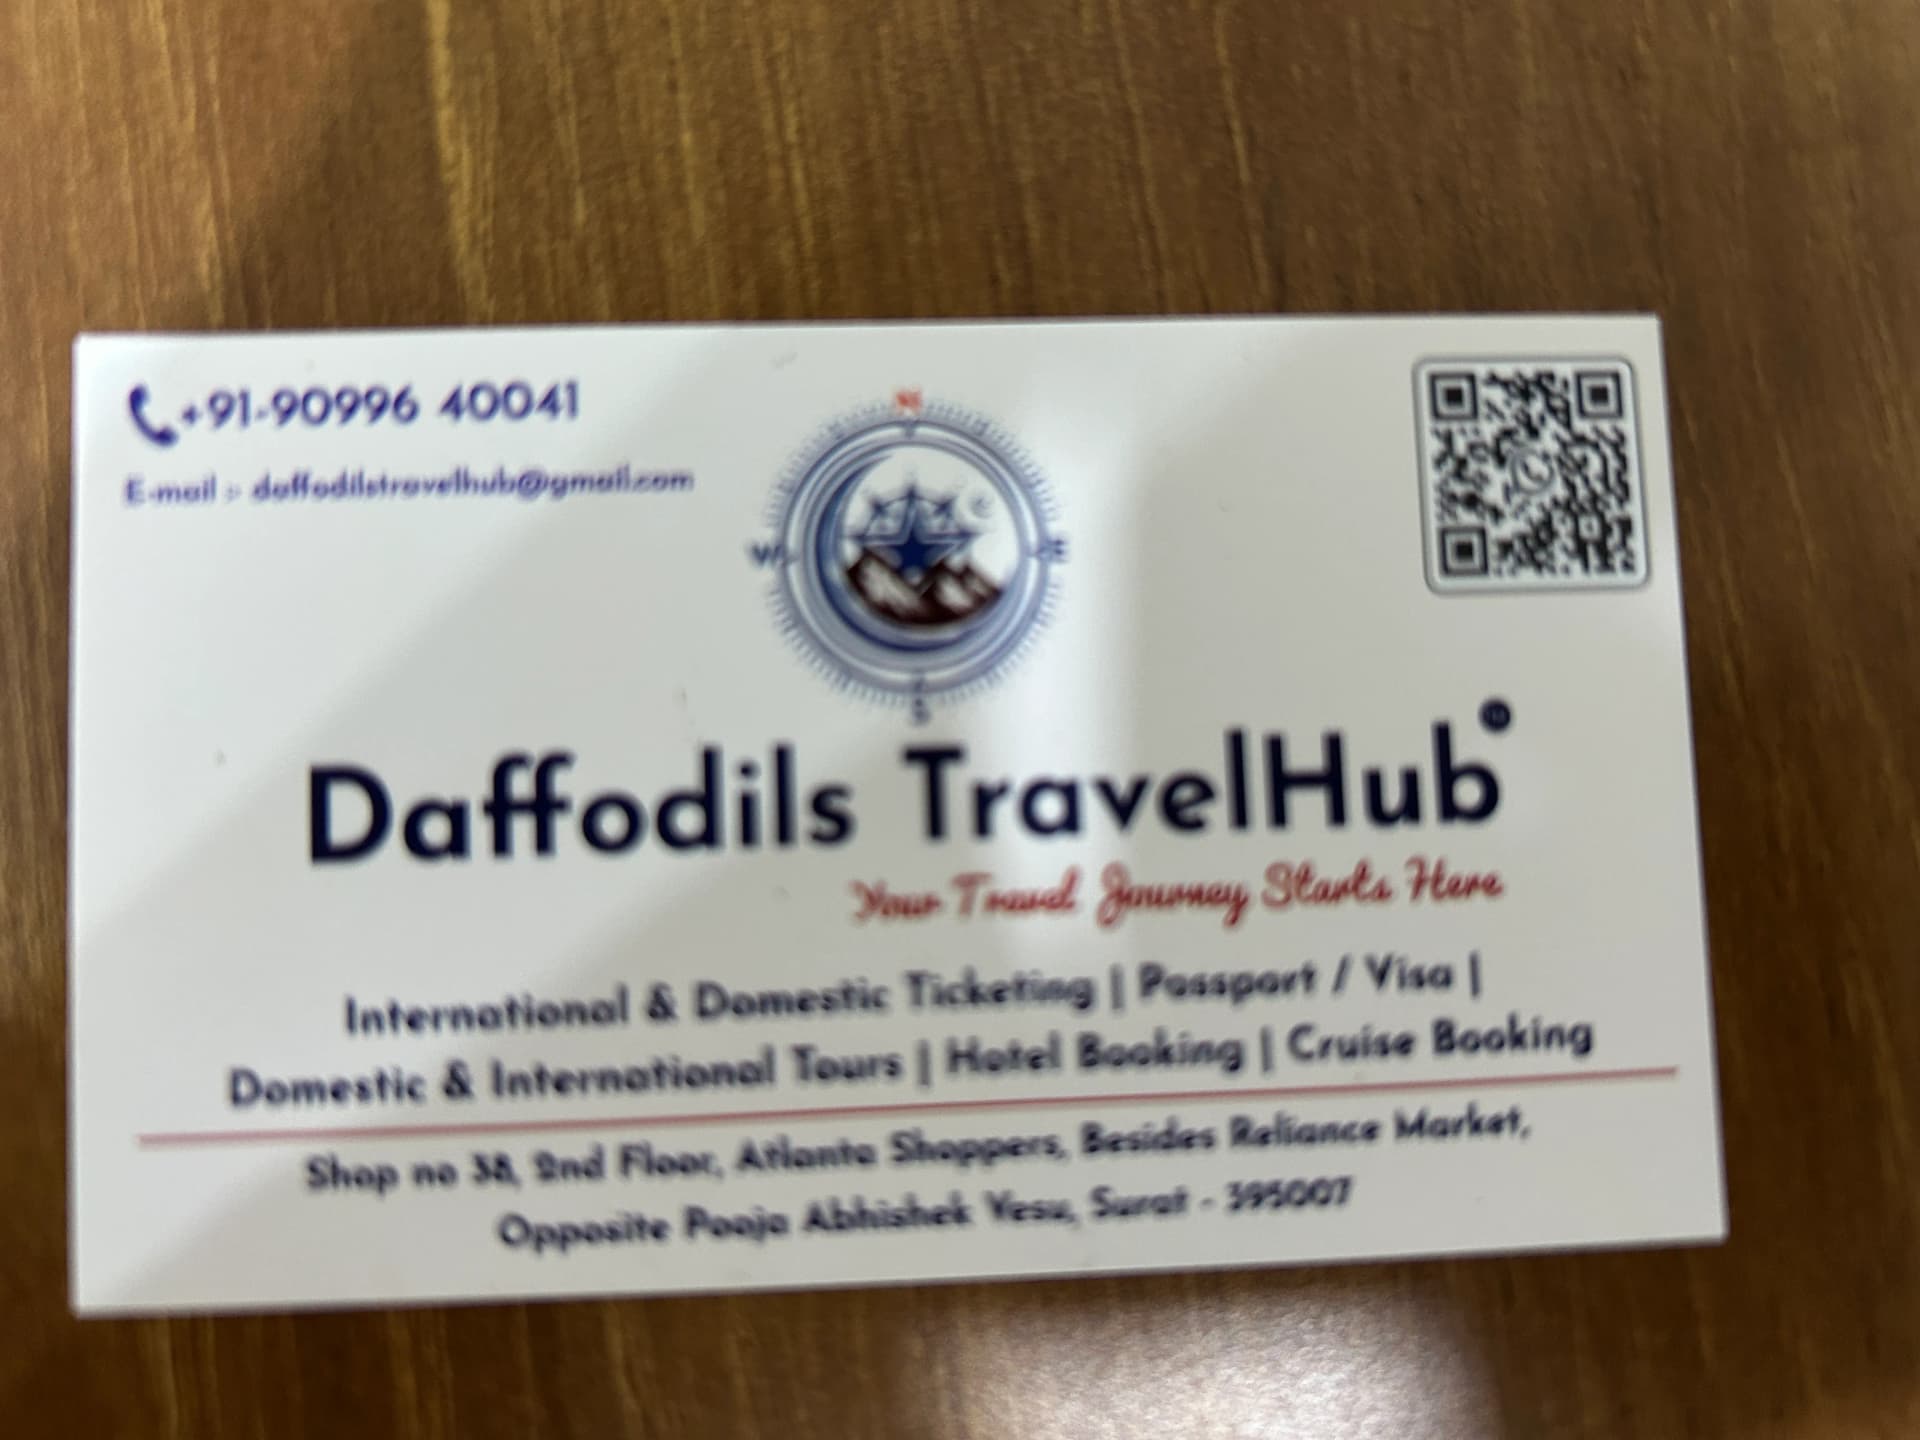 +91-90996 40041
E-mail :- daffodilstravelhub@gmail.com
N
W E
S
Daffodils TravelHub
Your Travel Journey Starts Here
International & Domestic Ticketing | Passport / Visa |
Domestic & International Tours | Hotel Booking | Cruise Booking
Shop no 38, 2nd Floor, Atlanta Shoppers, Besides Reliance Market,
Opposite Pooja Abhishek Vesu, Surat - 395007